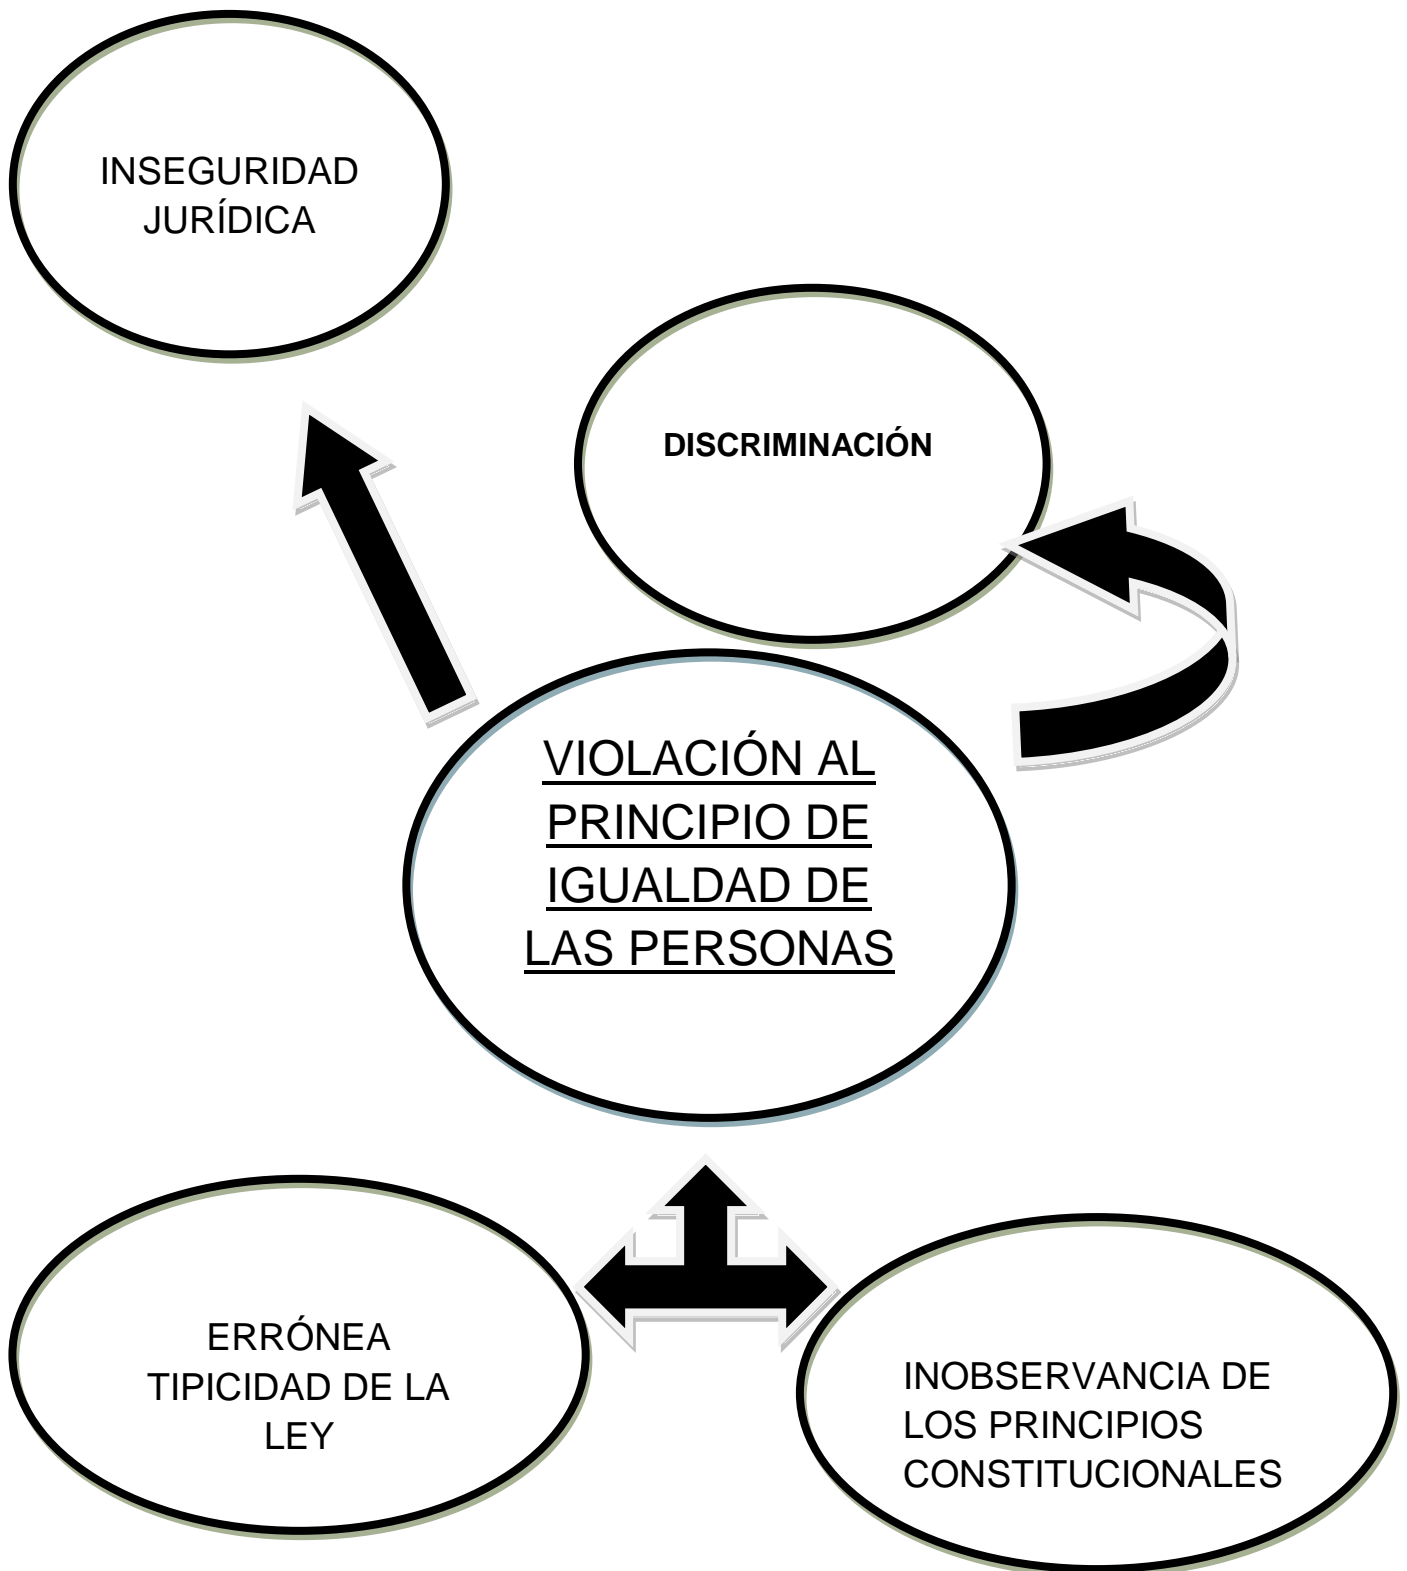 INSEGURIDAD
JURÍDICA
DISCRIMINACIÓN
VIOLACIÓN AL
PRINCIPIO DE
IGUALDAD DE
LAS PERSONAS
ERRÓNEA
TIPICIDAD DE LA
LEY
INOBSERVANCIA DE
LOS PRINCIPIOS
CONSTITUCIONALES